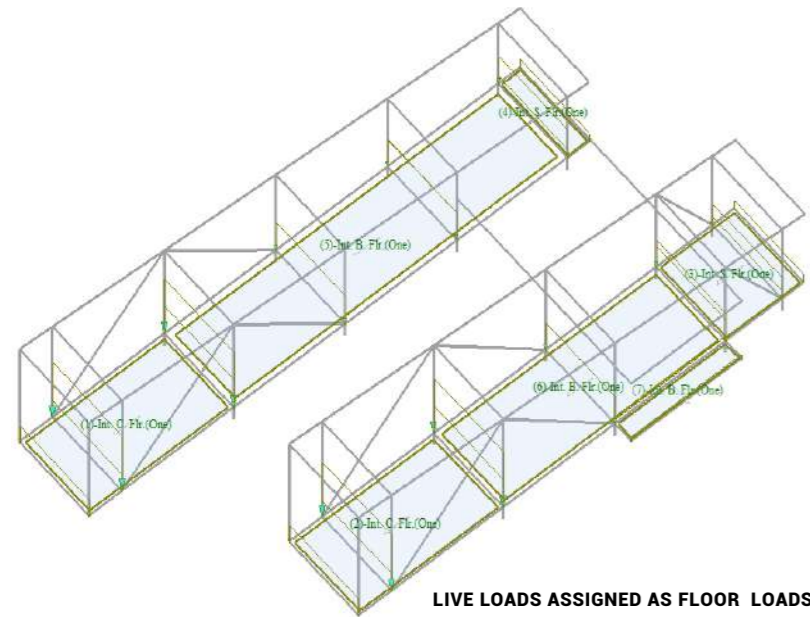 (4)-Int. S. Flr.(One)
(5)-Int. B. Flr.(One)
(3)-Int. S. Flr.(One)
(6)-Int. B. Flr.(One)
(7)-Int. B. Flr.(One)
(1)-Int. C. Flr.(One)
(2)-Int. C. Flr.(One)
LIVE LOADS ASSIGNED AS FLOOR LOADS